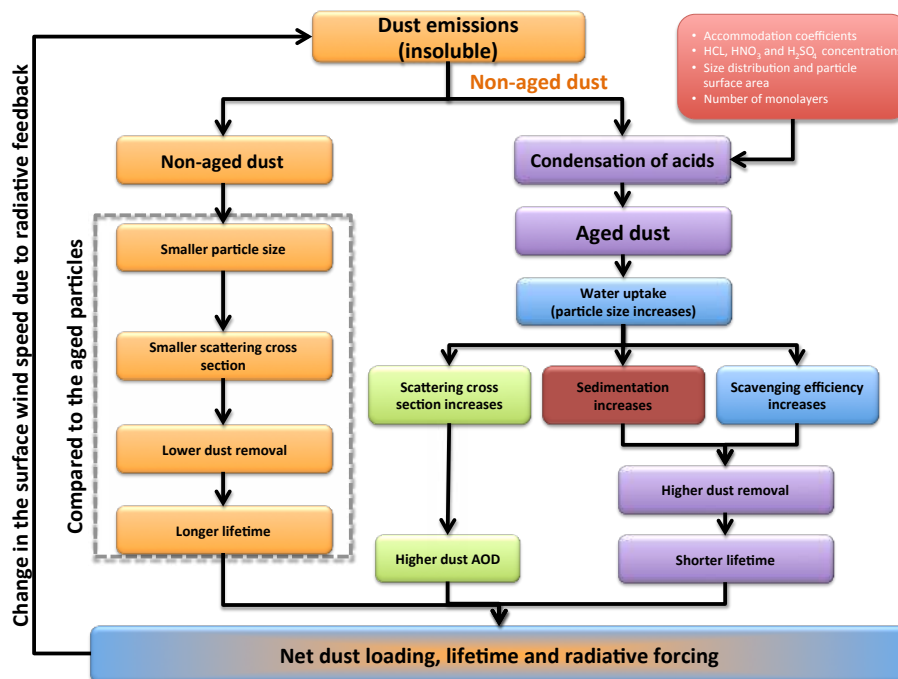 Dust emissions
(insoluble)
• Accommodation coefficients
• HCL, HNO₃ and H₂SO₄ concentrations
• Size distribution and particle
surface area
• Number of monolayers
Non-aged dust
Non-aged dust
Condensation of acids
Smaller particle size
Aged dust
Water uptake
(particle size increases)
Smaller scattering cross
section
Scattering cross
section increases
Sedimentation
increases
Scavenging efficiency
increases
Lower dust removal
Higher dust removal
Longer lifetime
Higher dust AOD
Shorter lifetime
Compared to the aged particles
Change in the surface wind speed due to radiative feedback
Net dust loading, lifetime and radiative forcing